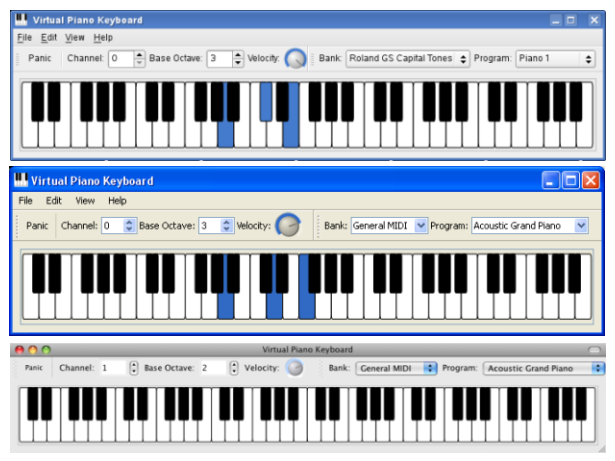 Virtual Piano Keyboard
File Edit View Help
Panic Channel: 0 Base Octave: 3 Velocity: Bank: Roland GS Capital Tones Program: Piano 1
Virtual Piano Keyboard
File Edit View Help
Panic Channel: 0 Base Octave: 3 Velocity: Bank: General MIDI Program: Acoustic Grand Piano
Virtual Piano Keyboard
Panic Channel: 1 Base Octave: 2 Velocity: Bank: General MIDI Program: Acoustic Grand Piano